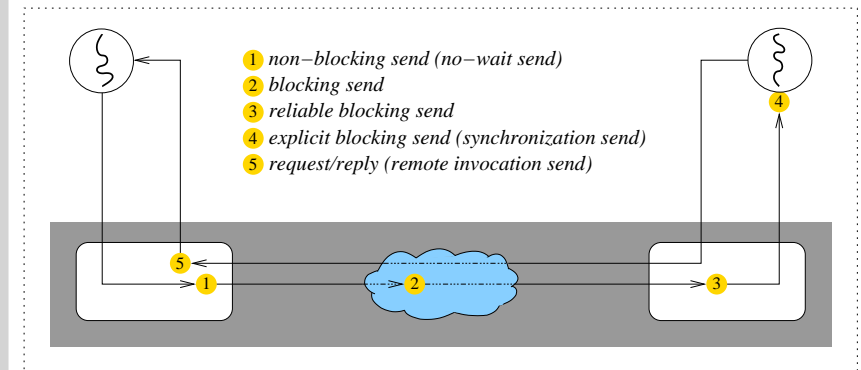 1 non−blocking send (no−wait send)
2 blocking send
3 reliable blocking send
4 explicit blocking send (synchronization send)
5 request/reply (remote invocation send)
4
5
1
2
3